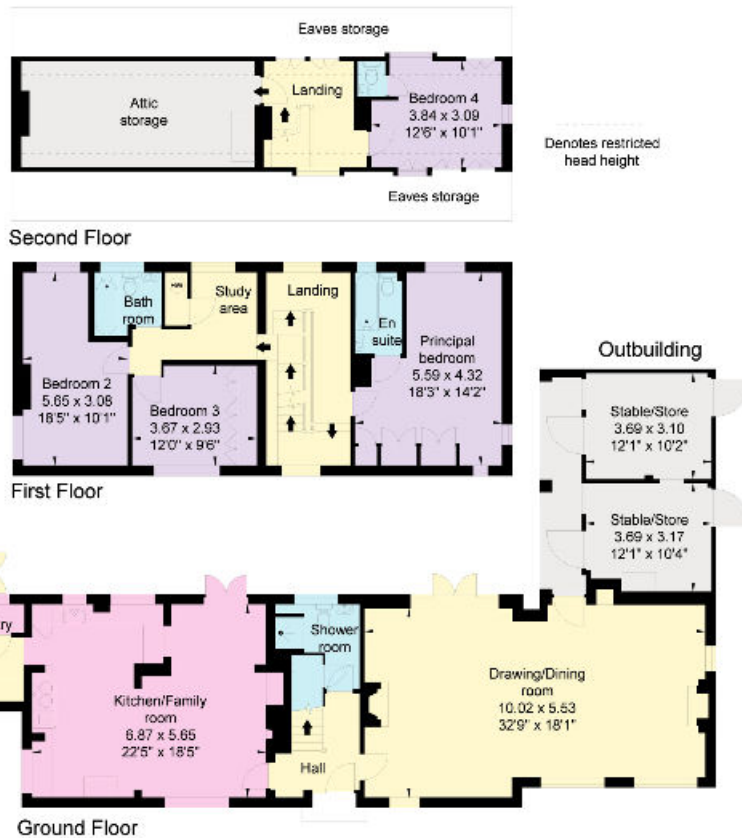 Eaves storage
Attic
storage
Landing
Bedroom 4
3.84 x 3.09
12'6" x 10'1"
Denotes restricted
head height
Eaves storage
Second Floor
Bath
room
Study
area
Landing
En
suite
Principal
bedroom
5.59 x 4.32
18'3" x 14'2"
Bedroom 2
5.65 x 3.08
18'5" x 10'1"
Bedroom 3
3.67 x 2.93
12'0" x 9'6"
First Floor
Outbuilding
Stable/Store
3.69 x 3.10
12'1" x 10'2"
Stable/Store
3.69 x 3.17
12'1" x 10'4"
ry
Kitchen/Family
room
6.87 x 5.65
22'5" x 18'5"
Shower
room
Hall
Drawing/Dining
room
10.02 x 5.53
32'9" x 18'1"
Ground Floor